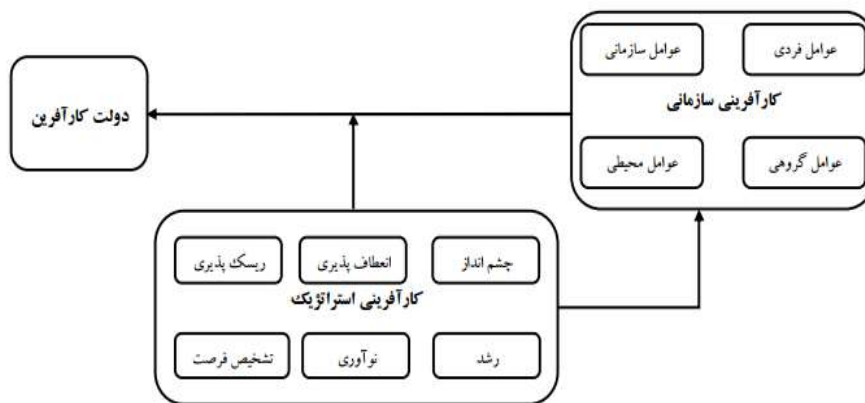 عوامل فردی
عوامل سازمانی
کارآفرینی سازمانی
عوامل گروهی
عوامل محیطی
دولت کارآفرین
چشم انداز
انعطاف پذیری
ریسک پذیری
کارآفرینی استراتژیک
رشد
نوآوری
تشخیص فرصت